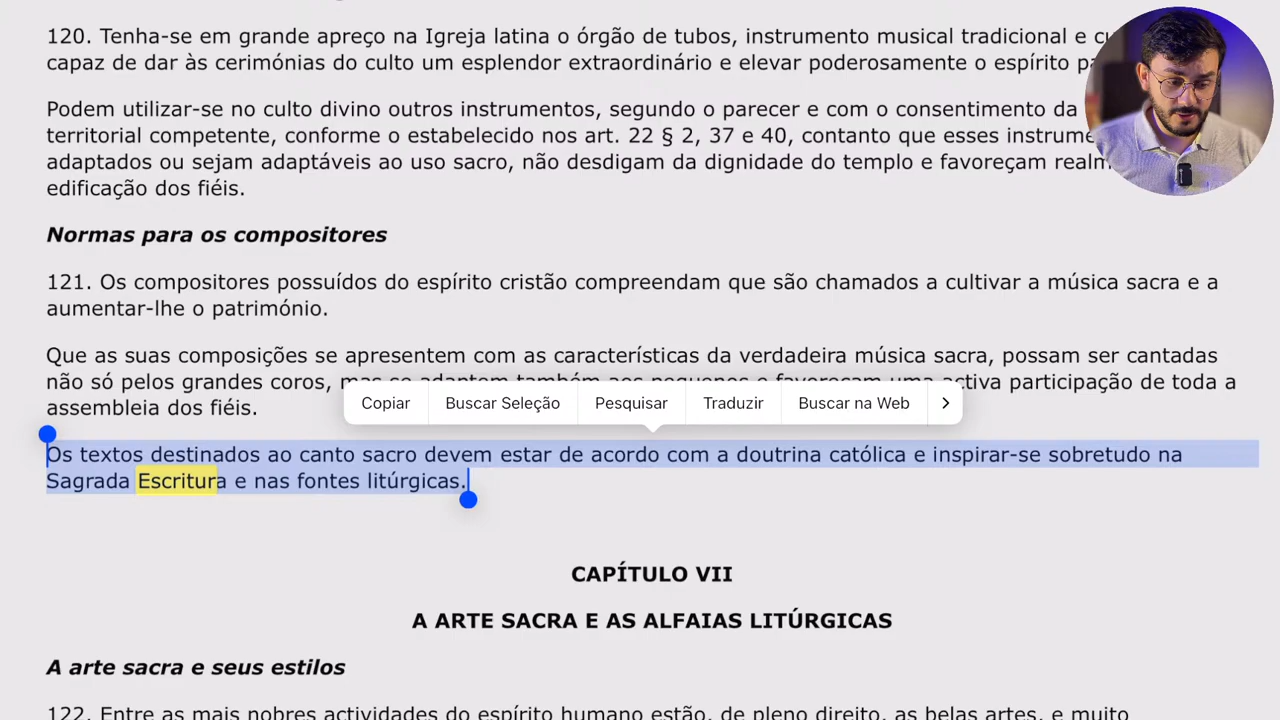 120. Tenha-se em grande apreço na Igreja latina o órgão de tubos, instrumento musical tradicional e
capaz de dar às cerimónias do culto um esplendor extraordinário e elevar poderosamente o espírito
Podem utilizar-se no culto divino outros instrumentos, segundo o parecer e com o consentimento da
territorial competente, conforme o estabelecido nos art. 22 § 2, 37 e 40, contanto que esses
adaptados ou sejam adaptáveis ao uso sacro, não desdigam da dignidade do templo e favoreçam
edificação dos fiéis.
Normas para os compositores
121. Os compositores possuídos do espírito cristão compreendam que são chamados a cultivar a música sacra e a
aumentar-lhe o património.
Que as suas composições se apresentem com as características da verdadeira música sacra, possam ser cantadas
não só pelos grandes coros, mas se adaptem também aos pequenos e favoreçam uma activa participação de toda a
assembleia dos fiéis.
Copiar Buscar Seleção Pesquisar Traduzir Buscar na Web
Os textos destinados ao canto sacro devem estar de acordo com a doutrina católica e inspirar-se sobretudo na
Sagrada Escritura e nas fontes litúrgicas.
CAPÍTULO VII
A ARTE SACRA E AS ALFAIAS LITÚRGICAS
A arte sacra e seus estilos
122. Entre as mais nobres actividades do espírito humano estão, de pleno direito, as belas artes, e muito